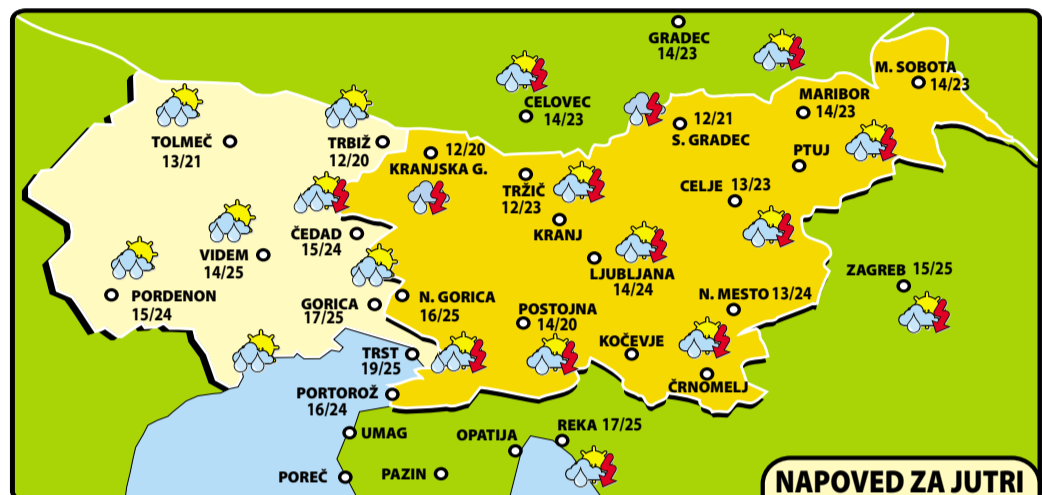 GRADEC
14/23
M. SOBOTA
14/23
MARIBOR
14/23
CELOVEC
14/23
12/21
S. GRADEC
TOLMEČ
13/21
TRBIŽ
12/20
12/20
KRANJSKA G.
PTUJ
TRŽIČ
12/23
CELJE 13/23
KRANJ
ČEDAD
15/24
VIDEM
14/25
LJUBLJANA
14/24
ZAGREB 15/25
PORDENON
15/24
GORICA
17/25
N. GORICA
16/25
N. MESTO 13/24
POSTOJNA
14/20
KOČEVJE
TRST
19/25
ČRNOMELJ
PORTOROŽ
16/24
REKA 17/25
UMAG
OPATIJA
PAZIN
POREČ
NAPOVED ZA JUTRI